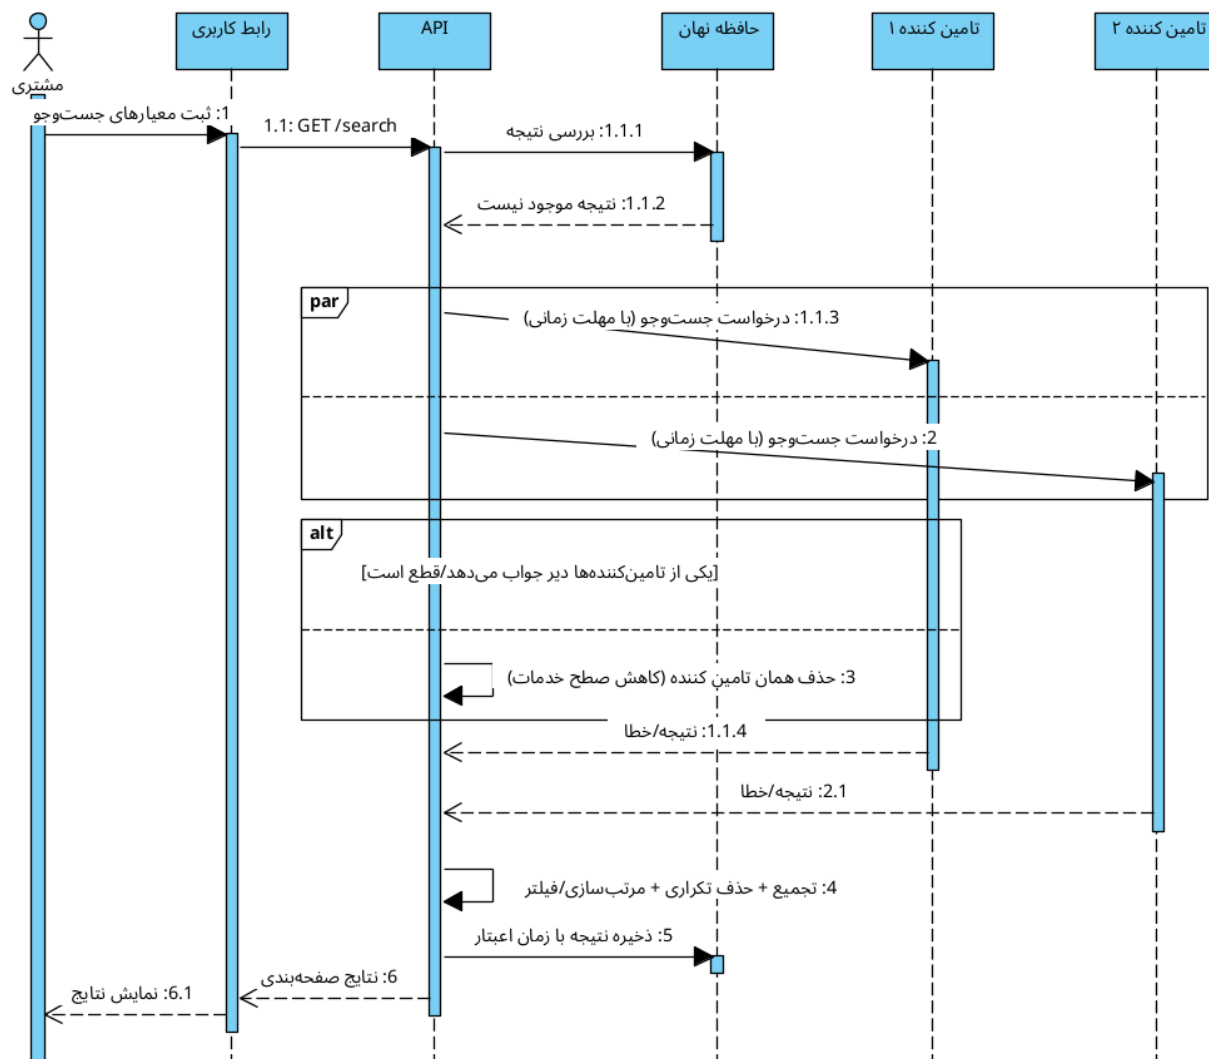 مشتری
رابط کاربری
API
حافظه نهان
تامین کننده ۱
تامین کننده ۲
1: ثبت معیارهای جست‌وجو
1.1: GET /search
1.1.1: بررسی نتیجه
1.1.2: نتیجه موجود نیست
par
1.1.3: درخواست جست‌وجو (با مهلت زمانی)
2: درخواست جست‌وجو (با مهلت زمانی)
alt
[یکی از تامین‌کننده‌ها دیر جواب می‌دهد/قطع است]
3: حذف همان تامین کننده (کاهش صطح خدمات)
1.1.4: نتیجه/خطا
2.1: نتیجه/خطا
4: تجمیع + حذف تکراری + مرتب‌سازی/فیلتر
5: ذخیره نتیجه با زمان اعبتار
6: نتایج صفحه‌بندی
6.1: نمایش نتایج